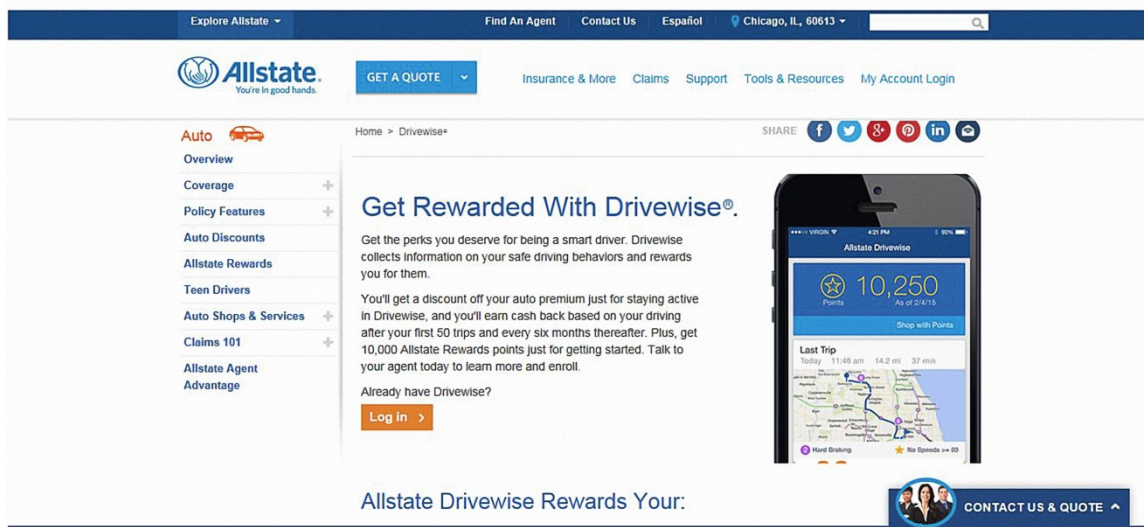 Explore Allstate
Find An Agent
Contact Us
Español
Chicago, IL, 60613
Allstate.
You're in good hands.
GET A QUOTE
Insurance & More
Claims
Support
Tools & Resources
My Account Login
Auto
Home > Drivewise®
SHARE
Overview
Coverage
Policy Features
Auto Discounts
Allstate Rewards
Teen Drivers
Auto Shops & Services
Claims 101
Allstate Agent
Advantage
Get Rewarded With Drivewise®.
Get the perks you deserve for being a smart driver. Drivewise
collects information on your safe driving behaviors and rewards
you for them.
You'll get a discount off your auto premium just for staying active
in Drivewise, and you'll earn cash back based on your driving
after your first 50 trips and every six months thereafter. Plus, get
10,000 Allstate Rewards points just for getting started. Talk to
your agent today to learn more and enroll.
Already have Drivewise?
Log in
VIRGIN
4:21 PM
Allstate Drivewise
Points
10,250
As of 2/4/15
Shop with Points
Last Trip
Today 11:46 am 14.2 mi 37 min
2 Hard Braking
No Speeds >= 80
Allstate Drivewise Rewards Your:
CONTACT US & QUOTE